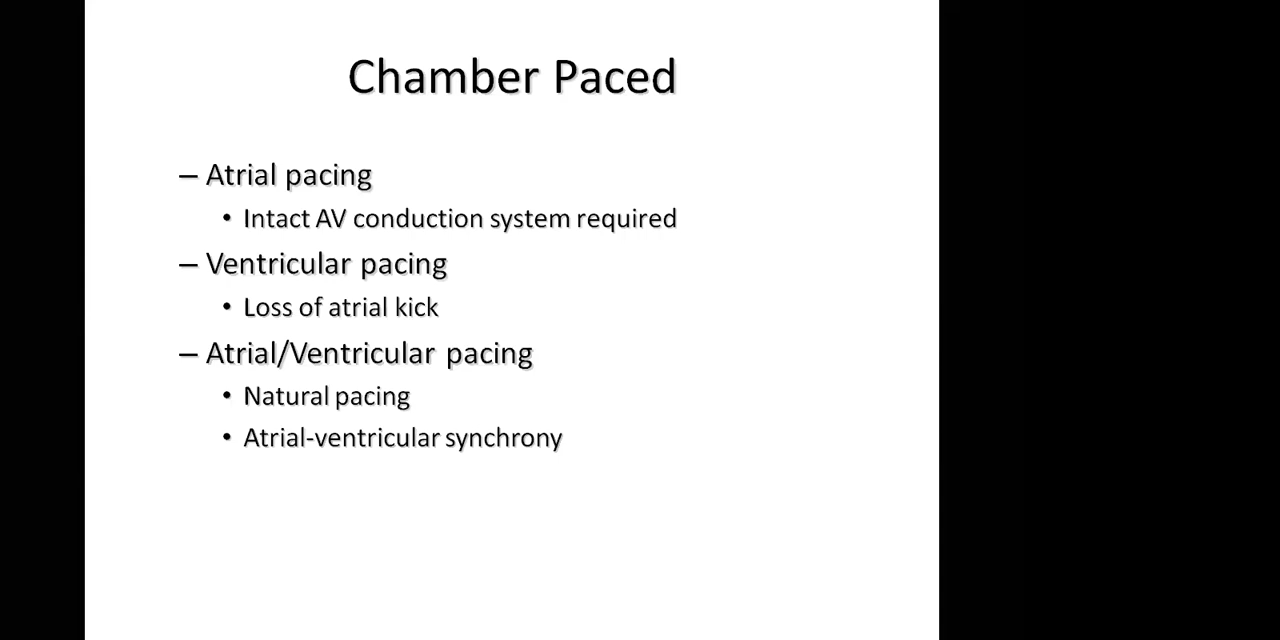 Chamber Paced
– Atrial pacing
• Intact AV conduction system required
– Ventricular pacing
• Loss of atrial kick
– Atrial/Ventricular pacing
• Natural pacing
• Atrial-ventricular synchrony